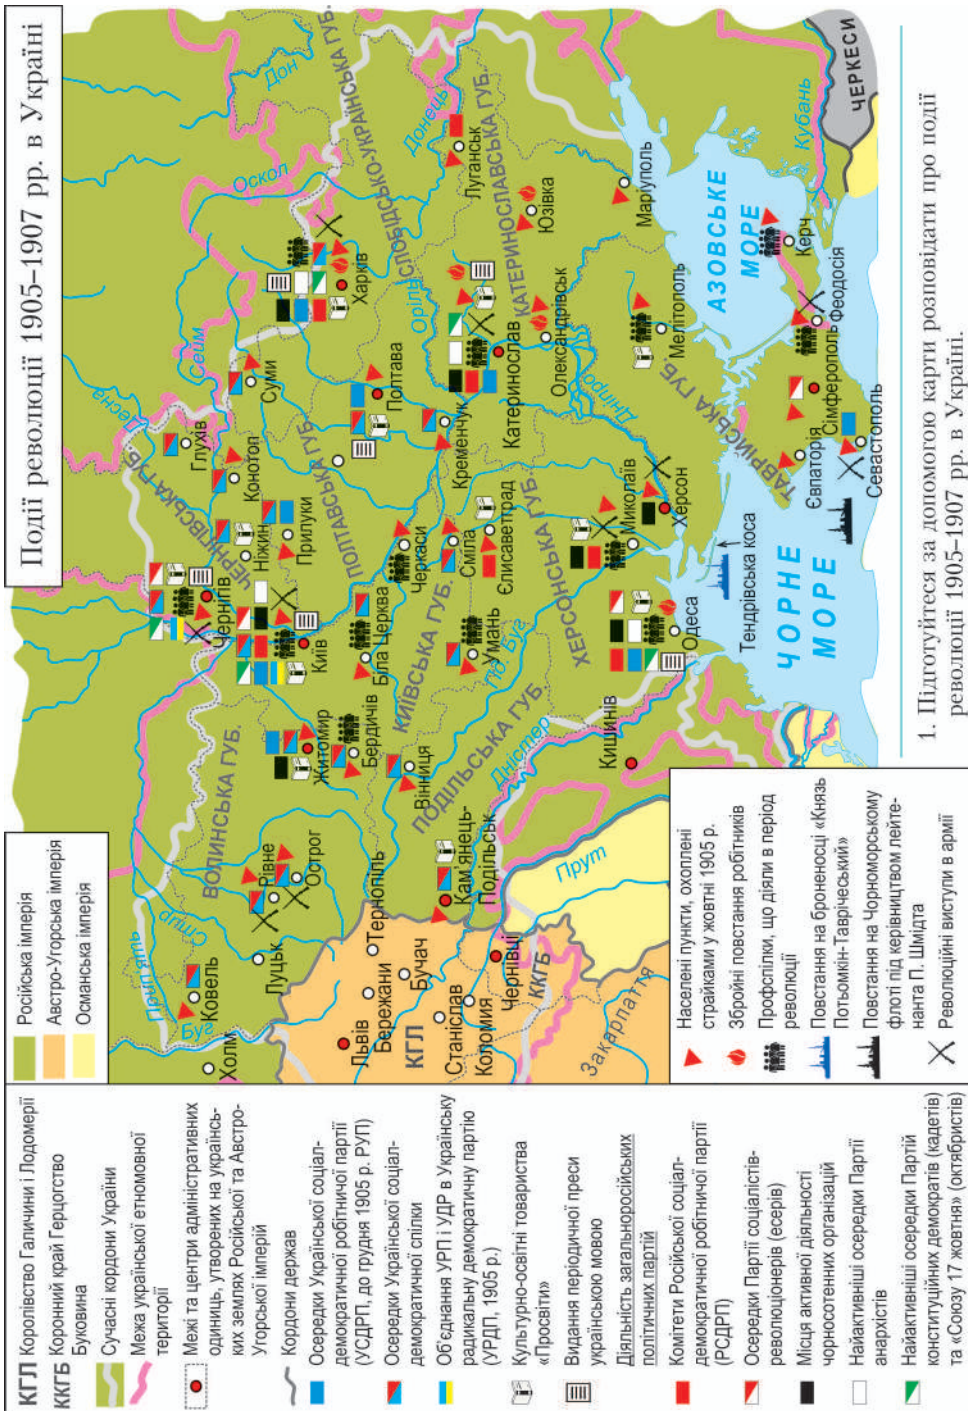 Події революції 1905–1907 рр. в Україні
Російська імперія
Австро-Угорська імперія
Османська імперія
КГЛ Королівство Галичини і Лодомерії
ККГБ Коронний край Герцогство
Буковина
Сучасні кордони України
Межа української етномовної
території
Межі та центри адміністративних
одиниць, утворених на українсь-
ких землях Російської та Австро-
Угорської імперій
Кордони держав
Осередки Української соціал-
демократичної робітничої партії
(УСДРП, до грудня 1905 р. РУП)
Осередки Української соціал-
демократичної спілки
Об'єднання УРП і УДР в Українську
радикальну демократичну партію
(УРДП, 1905 р.)
Культурно-освітні товариства
«Просвіти»
Видання періодичної преси
українською мовою
Діяльність загальноросійських
політичних партій
Комітети Російської соціал-
демократичної робітничої партії
(РСДРП)
Осередки Партії соціалістів-
революціонерів (есерів)
Місця активної діяльності
чорносотенних організацій
Найактивніші осередки Партії
анархістів
Найактивніші осередки Партій
конституційних демократів (кадетів)
та «Союзу 17 жовтня» (октябристів)
Населені пункти, охоплені
страйками у жовтні 1905 р.
Збройні повстання робітників
Профспілки, що діяли в період
революції
Повстання на броненосці «Князь
Потьомкін-Таврічеський»
Повстання на Чорноморському
флоті під керівництвом лейте-
нанта П. Шмідта
Революційні виступи в армії
ЧЕРНІГІВСЬКА ГУБ.
ПОЛТАВСЬКА ГУБ.
СЛОБІДСЬКО-УКРАЇНСЬКА ГУБ.
КАТЕРИНОСЛАВСЬКА ГУБ.
ВОЛИНСЬКА ГУБ.
КИЇВСЬКА ГУБ.
ПОДІЛЬСЬКА ГУБ.
ХЕРСОНСЬКА ГУБ.
ТАВРІЙСЬКА ГУБ.
КГЛ
ККГБ
Закарпаття
ЧЕРКЕСИ
ЧОРНЕ
МОРЕ
АЗОВСЬКЕ
МОРЕ
Тендрівська коса
Прип'ять
Буг
Стир
Десна
Сейм
Оскол
Дон
Донець
Оріль
Дніпро
Пд. Буг
Дністер
Прут
Кубань
Холм
Ковель
Луцьк
Рівне
Острог
Житомир
Бердичів
Вінниця
Кам'янець-
Подільськ
Львів
Бережани
Тернопіль
Бучач
Станіслав
Коломия
Чернівці
Кишинів
Чернігів
Київ
Біла Церква
Умань
Ніжин
Прилуки
Конотоп
Глухів
Суми
Полтава
Кременчук
Черкаси
Сміла
Єлисаветград
Харків
Луганськ
Юзівка
Маріуполь
Катеринослав
Олександрівськ
Мелітополь
Миколаїв
Херсон
Одеса
Євпаторія
Сімферополь
Севастополь
Феодосія
Керч
1. Підготуйтеся за допомогою карти розповідати про події
революції 1905–1907 рр. в Україні.